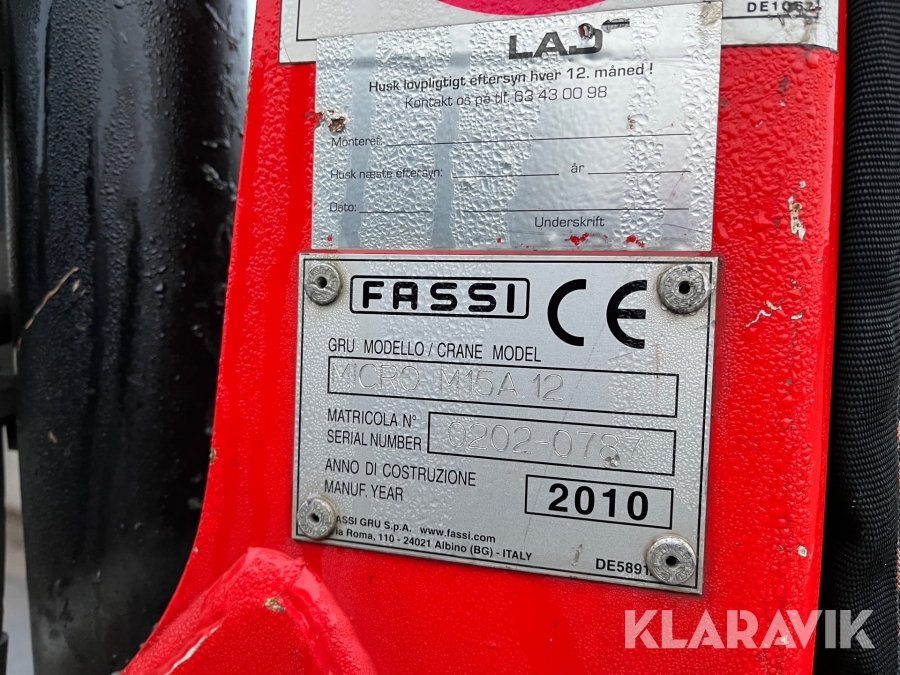 DE1062
LAD
Husk lovpligtigt eftersyn hver 12. måned !
Kontakt os på tlf. 63 43 00 98
Monteret:
Husk næste eftersyn: år
Dato:
Underskrift
FASSI CE
GRU MODELLO / CRANE MODEL
MICRO M15A.12
MATRICOLA N°
SERIAL NUMBER 0202-0787
ANNO DI COSTRUZIONE
MANUF. YEAR 2010
FASSI GRU S.p.A. www.fassi.com
Via Roma, 110 - 24021 Albino (BG) - ITALY
DE5891
KLARAVIK